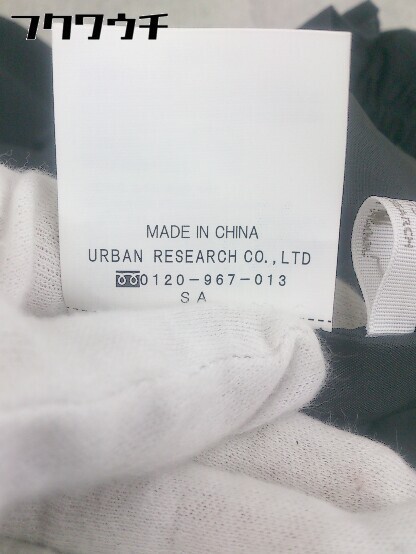 フクワウチ
MADE IN CHINA
URBAN RESEARCH CO.,LTD
0120-967-013
SA